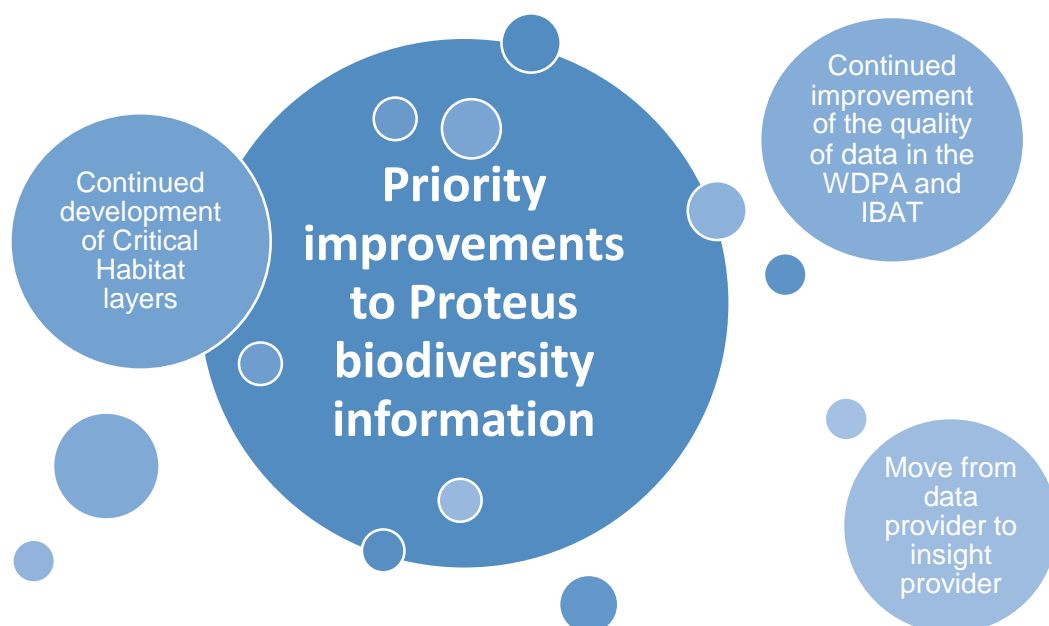 Priority
improvements
to Proteus
biodiversity
information
Continued
development
of Critical
Habitat
layers
Continued
improvement
of the quality
of data in the
WDPA and
IBAT
Move from
data
provider to
insight
provider